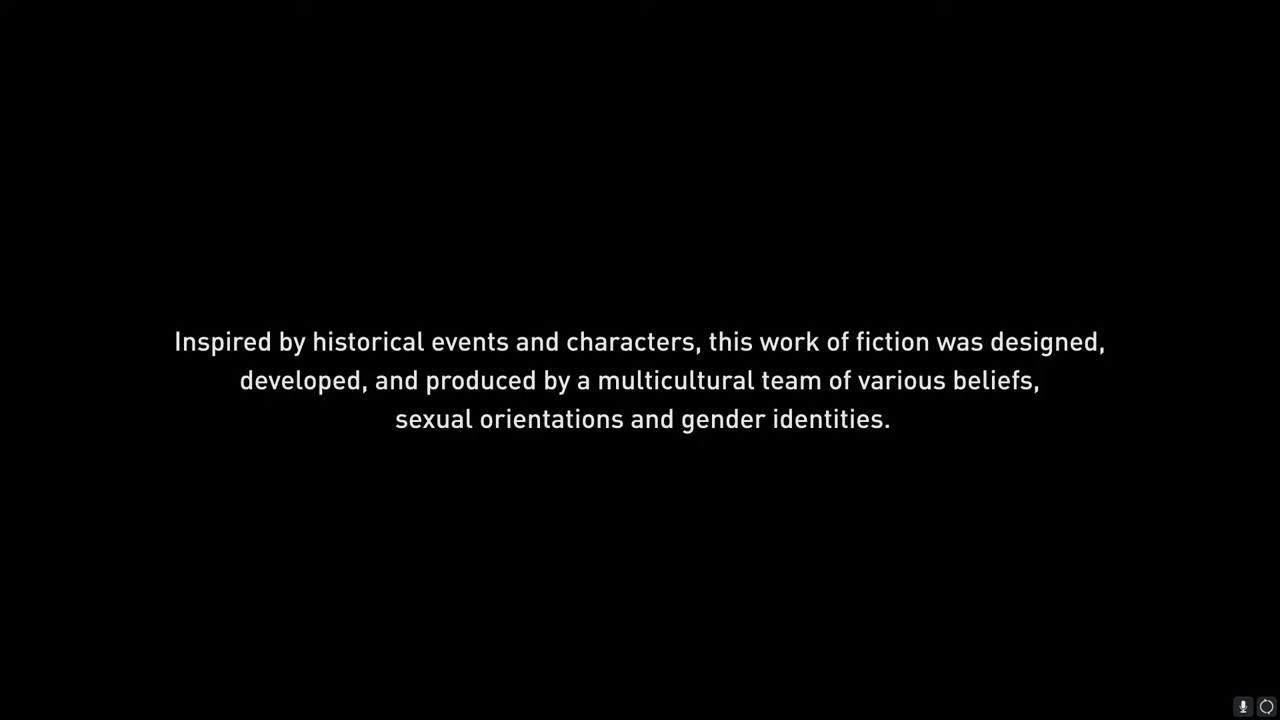 Inspired by historical events and characters, this work of fiction was designed,
developed, and produced by a multicultural team of various beliefs,
sexual orientations and gender identities.